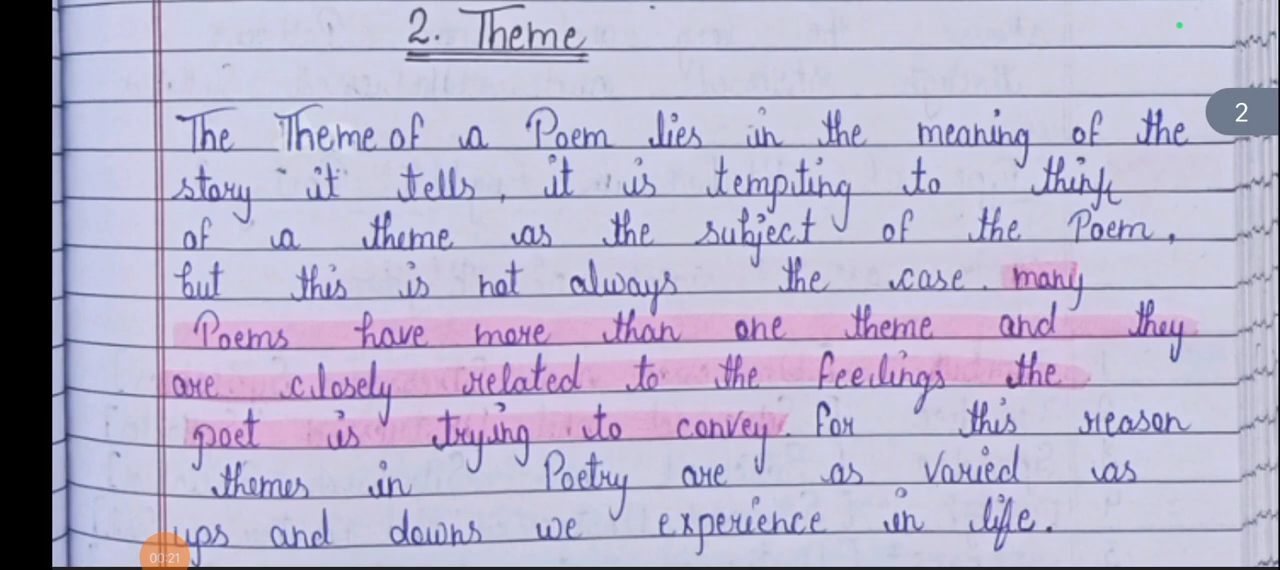 2. Theme
2
The Theme of a Poem lies in the meaning of the
story it tells, it is tempting to think
of a theme as the subject of the Poem,
but this is not always the case. many
Poems have more than one theme and they
are closely related to the feelings the
poet is trying to convey. For this reason
themes in Poetry are as varied as
ups and downs we experience in life.
00:21